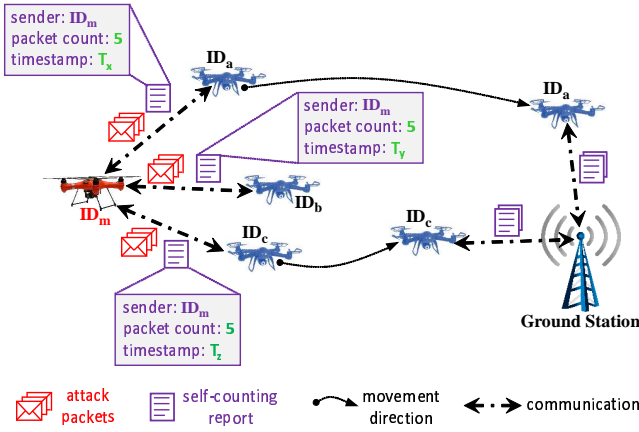 sender: IDm
packet count: 5
timestamp: Tx
IDa
IDa
sender: IDm
packet count: 5
timestamp: Ty
IDm
IDb
IDc
IDc
sender: IDm
packet count: 5
timestamp: Tz
Ground Station
attack
packets
self-counting
report
movement
direction
communication